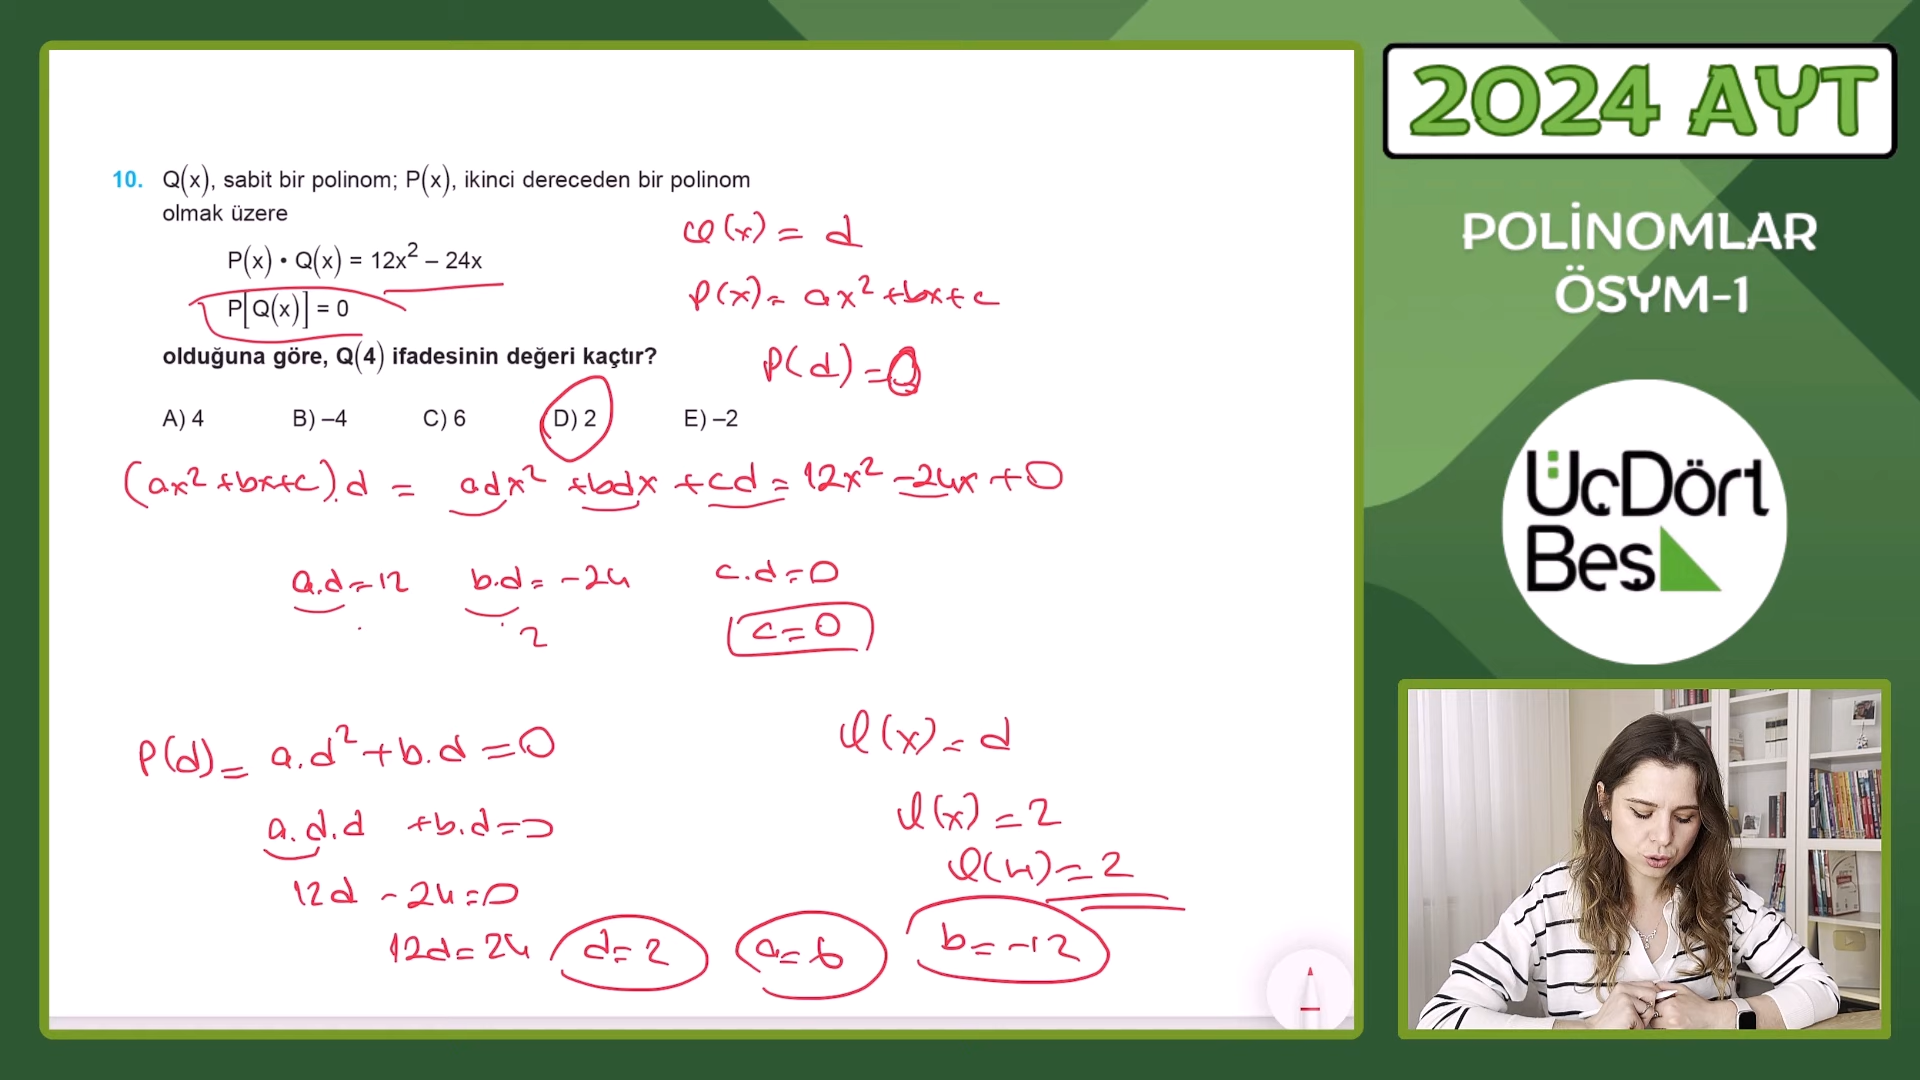 10. Q(x), sabit bir polinom; P(x), ikinci dereceden bir polinom
olmak üzere
P(x) • Q(x) = 12x² – 24x
P[Q(x)] = 0
olduğuna göre, Q(4) ifadesinin değeri kaçtır?
A) 4 B) –4 C) 6 D) 2 E) –2
Q(x) = d
P(x) = ax² + bx + c
P(d) = 0
(ax² + bx + c).d = adx² + bdx + cd = 12x² - 24x + 0
a.d = 12 b.d = -24 c.d = 0
2
c = 0
P(d) = a.d² + b.d = 0
a.d.d + b.d = 0
12d - 24 = 0
12d = 24 d = 2 a = 6 b = -12
Q(x) = d
Q(x) = 2
Q(4) = 2
2024 AYT
POLİNOMLAR
ÖSYM-1
ÜçDört
Beş